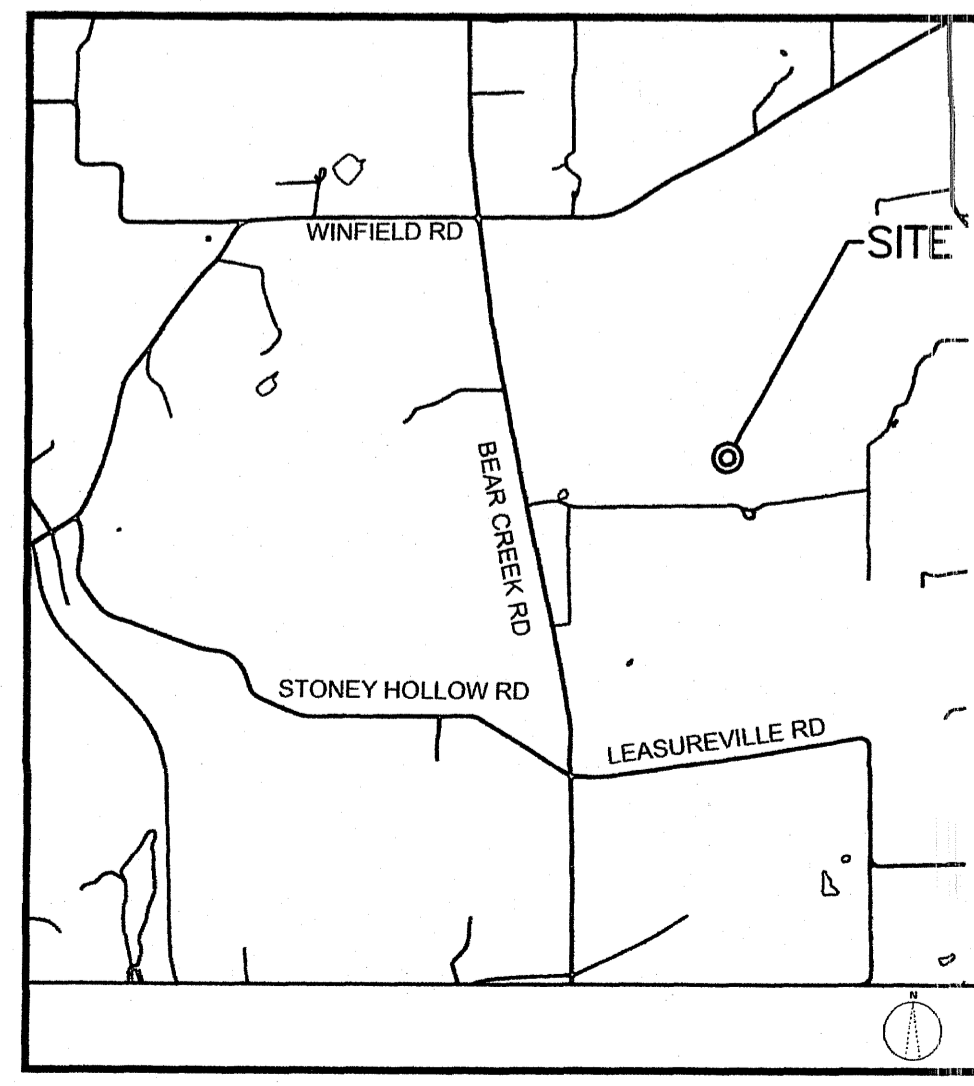 WINFIELD RD
SITE
BEAR CREEK RD
STONEY HOLLOW RD
LEASUREVILLE RD
N